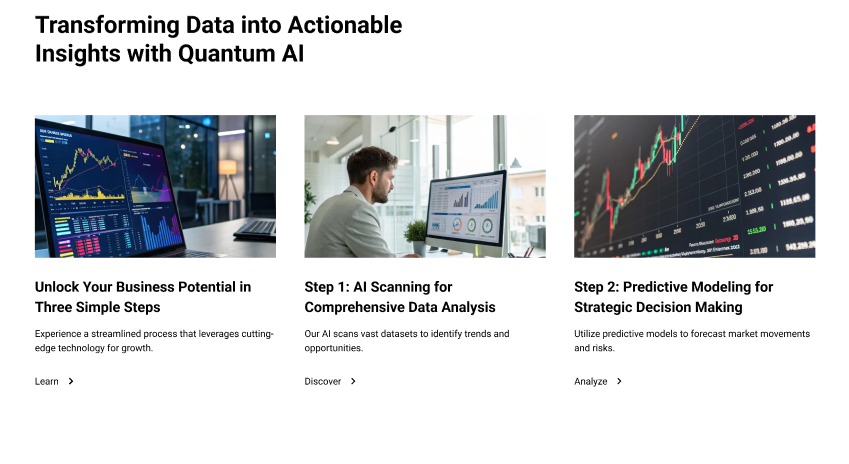 Transforming Data into Actionable
Insights with Quantum AI
Unlock Your Business Potential in
Three Simple Steps
Experience a streamlined process that leverages cutting-
edge technology for growth.
Learn
Step 1: AI Scanning for
Comprehensive Data Analysis
Our AI scans vast datasets to identify trends and
opportunities.
Discover
Step 2: Predictive Modeling for
Strategic Decision Making
Utilize predictive models to forecast market movements
and risks.
Analyze